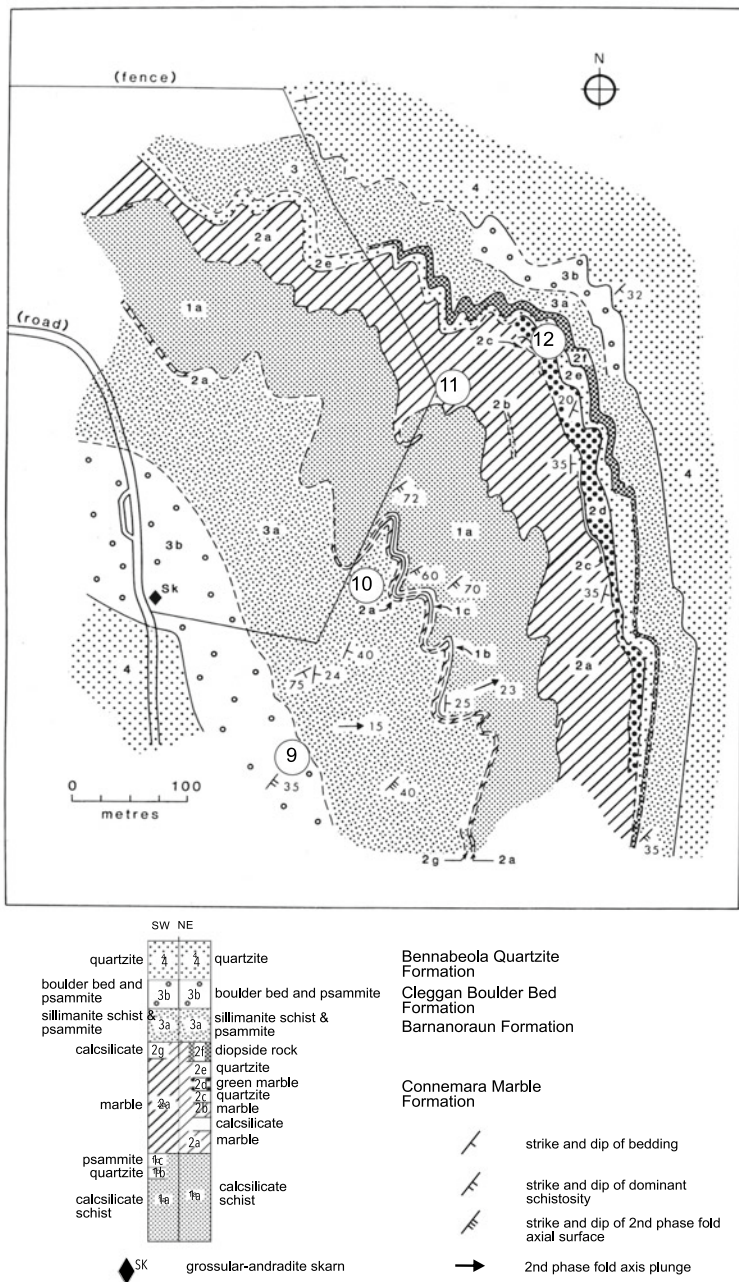 (fence)
N
4
3
3b
32
2a
2e
3a
1a
(road)
2c
12
2f
2e
2a
11
20
2b
4
35
72
3a
1a
2d
3b
60
70
2c
Sk
10
2a
1c
35
40
1b
2a
4
75
24
23
25
15
9
0
100
35
40
metres
35
2g
2a
SW NE
quartzite 4 4 quartzite
Bennabeola Quartzite
Formation
boulder bed and
psammite 3b 3b boulder bed and psammite
Cleggan Boulder Bed
Formation
sillimanite schist &
psammite 3a 3a sillimanite schist &
psammite
Barnanoraun Formation
calcsilicate 2g 2f diopside rock
2e quartzite
2d green marble
2c quartzite
marble 2a 2b marble
calcsilicate
2a marble
Connemara Marble
Formation
psammite 1c
quartzite 1b
calcsilicate
schist 1a 1a calcsilicate
schist
strike and dip of bedding
strike and dip of dominant
schistosity
strike and dip of 2nd phase fold
axial surface
SK grossular-andradite skarn
2nd phase fold axis plunge